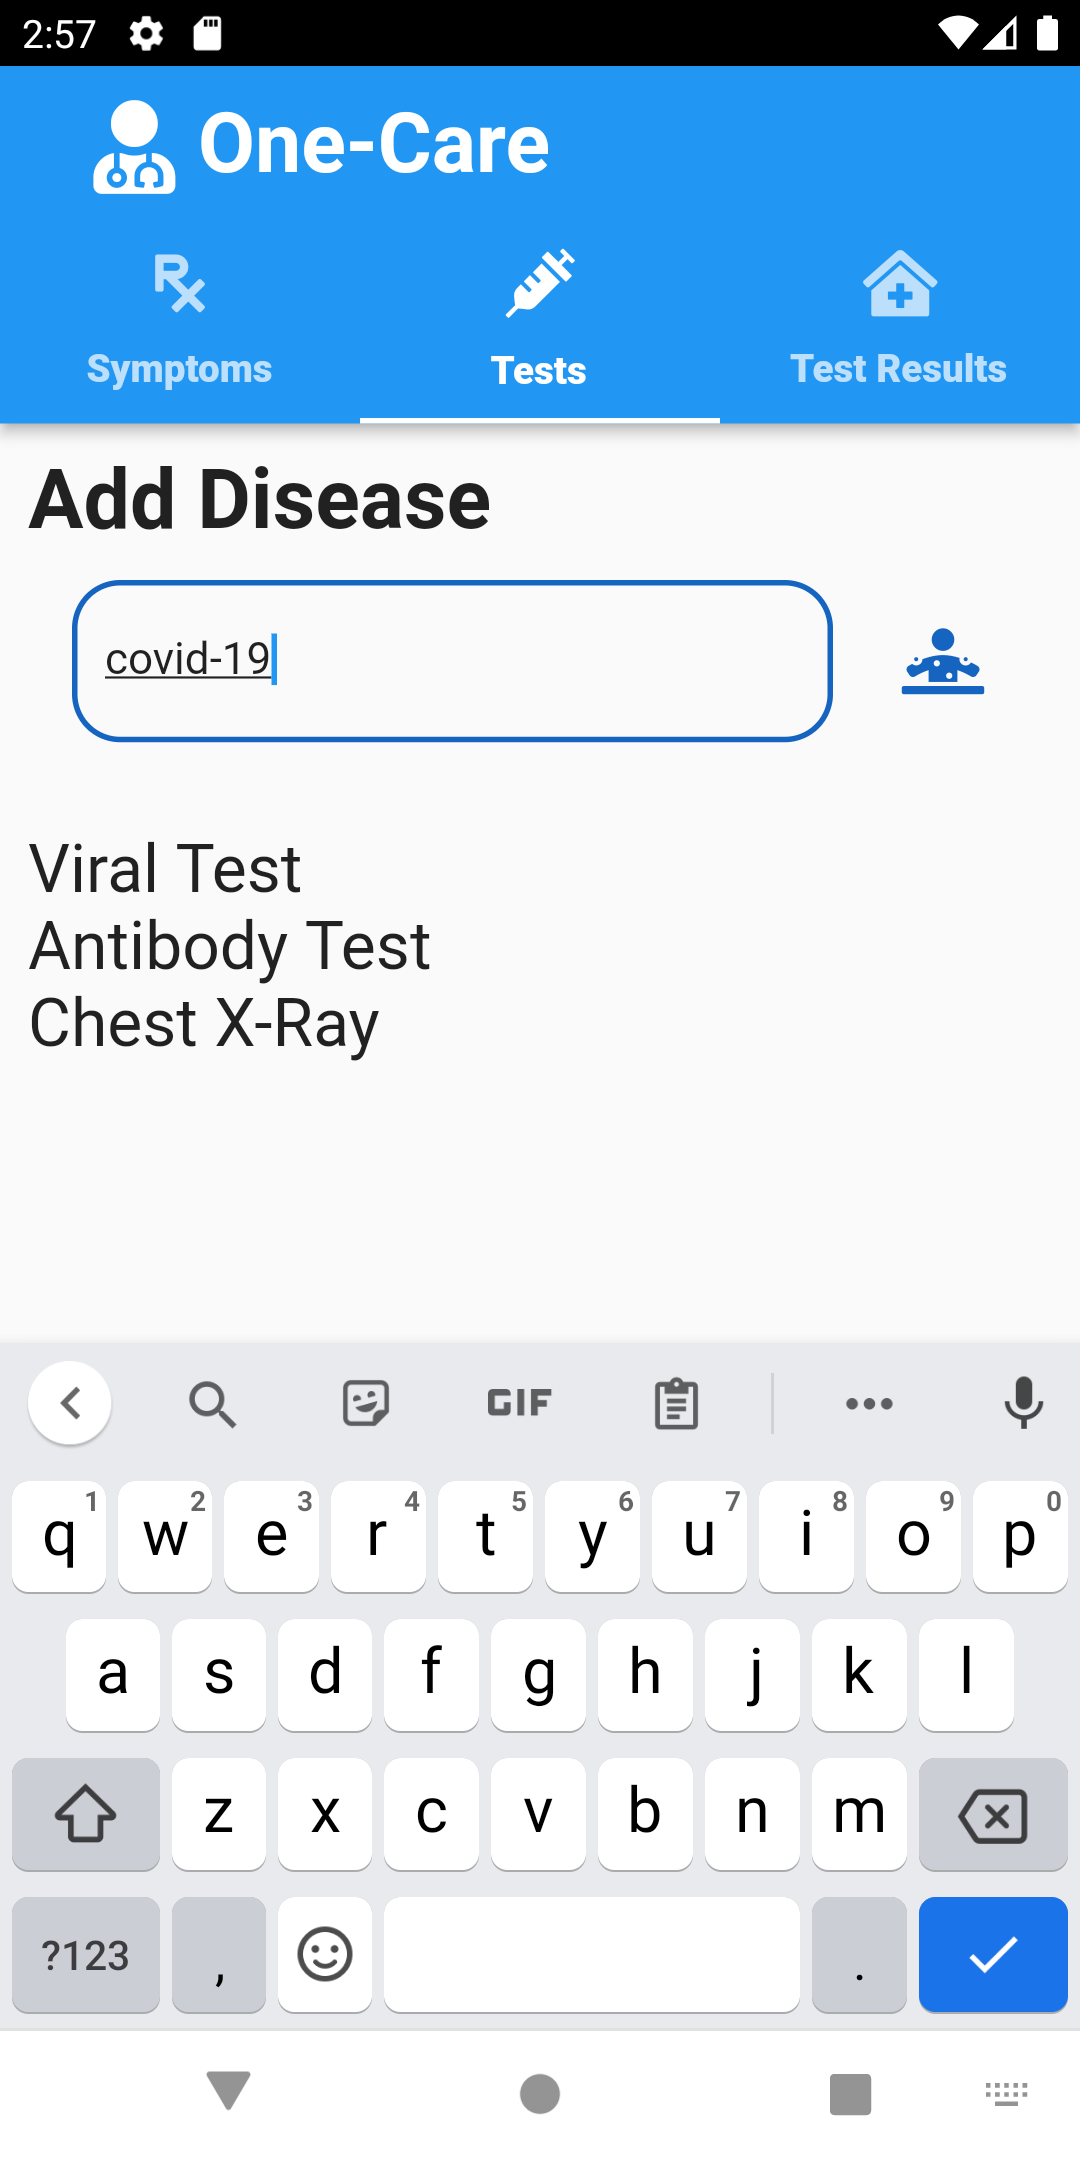 2:57
One-Care
Symptoms
Tests
Test Results
Add Disease
covid-19
Viral Test
Antibody Test
Chest X-Ray
GIF
q 1 w 2 e 3 r 4 t 5 y 6 u 7 i 8 o 9 p 0
a s d f g h j k l
z x c v b n m
?123 , .